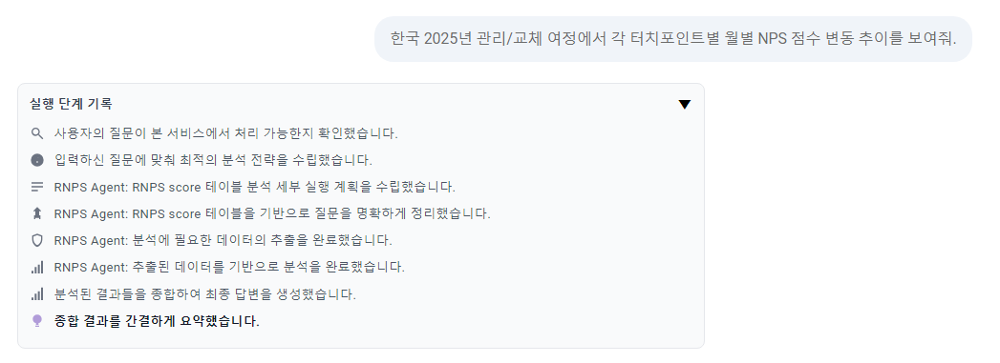 한국 2025년 관리/교체 여정에서 각 터치포인트별 월별 NPS 점수 변동 추이를 보여줘.
실행 단계 기록
사용자의 질문이 본 서비스에서 처리 가능한지 확인했습니다.
입력하신 질문에 맞춰 최적의 분석 전략을 수립했습니다.
RNPS Agent: RNPS score 테이블 분석 세부 실행 계획을 수립했습니다.
RNPS Agent: RNPS score 테이블을 기반으로 질문을 명확하게 정리했습니다.
RNPS Agent: 분석에 필요한 데이터의 추출을 완료했습니다.
RNPS Agent: 추출된 데이터를 기반으로 분석을 완료했습니다.
분석된 결과들을 종합하여 최종 답변을 생성했습니다.
종합 결과를 간결하게 요약했습니다.